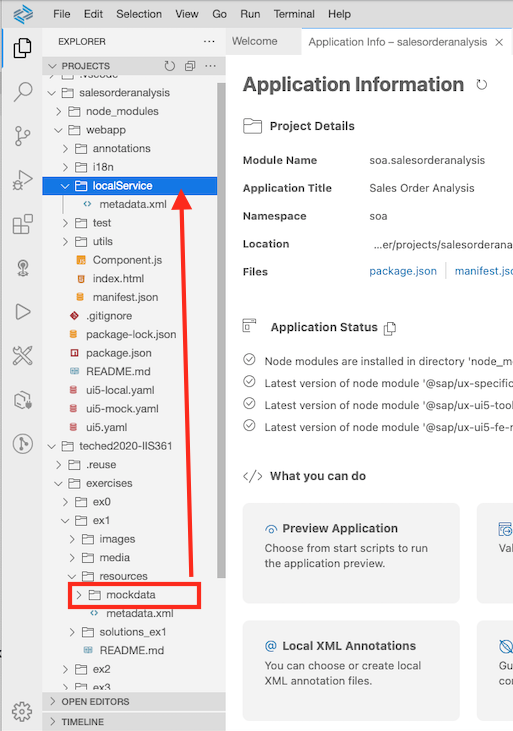 File Edit Selection View Go Run Terminal Help
EXPLORER
Welcome
Application Info – salesorderanalysis
PROJECTS
.vscode
salesorderanalysis
node_modules
webapp
annotations
i18n
localService
metadata.xml
test
utils
Component.js
index.html
manifest.json
.gitignore
package-lock.json
package.json
README.md
ui5-local.yaml
ui5-mock.yaml
ui5.yaml
teched2020-IIS361
.reuse
exercises
ex0
ex1
images
media
resources
mockdata
metadata.xml
solutions_ex1
README.md
ex2
ex3
OPEN EDITORS
TIMELINE
Application Information
Project Details
Module Name soa.salesorderanalysis
Application Title Sales Order Analysis
Namespace soa
Location ...er/projects/salesorderana
Files package.json manifest.jsc
Application Status
Node modules are installed in directory 'node_m
Latest version of node module '@sap/ux-specific
Latest version of node module '@sap/ux-ui5-tool
Latest version of node module '@sap/ux-ui5-fe-m
</> What you can do
Preview Application
Choose from start scripts to run
the application preview.
Val
Local XML Annotations
You can choose or create local
XML annotation files.
Gu
co